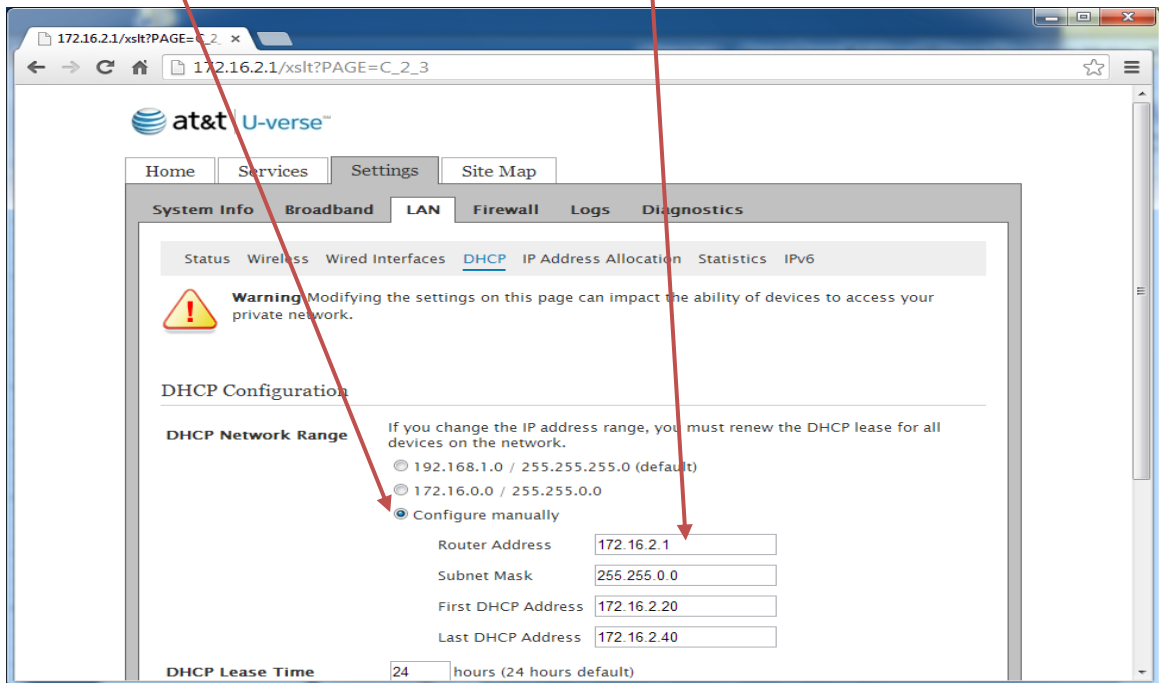 172.16.2.1/xslt?PAGE=C_2_
172.16.2.1/xslt?PAGE=C_2_3
at&t U-verse™
Home Services Settings Site Map
System Info Broadband LAN Firewall Logs Diagnostics
Status Wireless Wired Interfaces DHCP IP Address Allocation Statistics IPv6
Warning Modifying the settings on this page can impact the ability of devices to access your
private network.
DHCP Configuration
DHCP Network Range
If you change the IP address range, you must renew the DHCP lease for all
devices on the network.
192.168.1.0 / 255.255.255.0 (default)
172.16.0.0 / 255.255.0.0
Configure manually
Router Address 172.16.2.1
Subnet Mask 255.255.0.0
First DHCP Address 172.16.2.20
Last DHCP Address 172.16.2.40
DHCP Lease Time 24 hours (24 hours default)